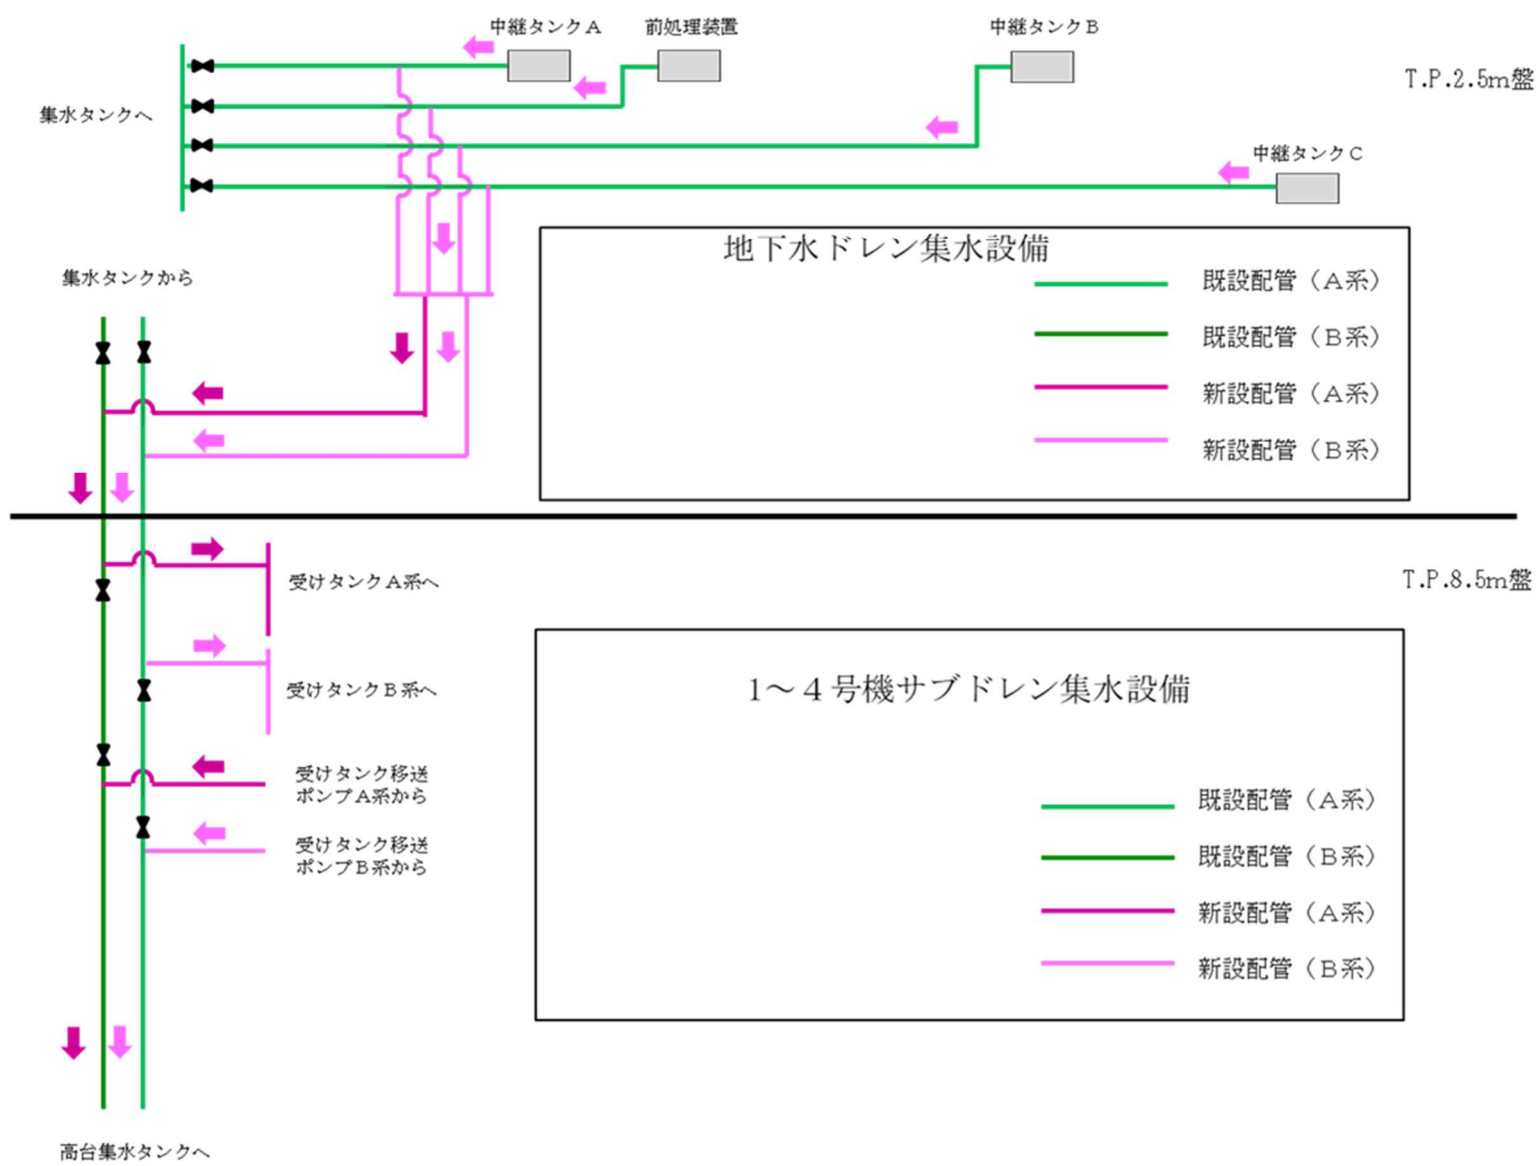 中継タンクA
前処理装置
中継タンクB
T.P.2.5m盤
集水タンクへ
中継タンクC
地下水ドレン集水設備
既設配管（A系）
既設配管（B系）
新設配管（A系）
新設配管（B系）
集水タンクから
受けタンクA系へ
T.P.8.5m盤
受けタンクB系へ
1～4号機サブドレン集水設備
受けタンク移送
ポンプA系から
受けタンク移送
ポンプB系から
既設配管（A系）
既設配管（B系）
新設配管（A系）
新設配管（B系）
高台集水タンクへ